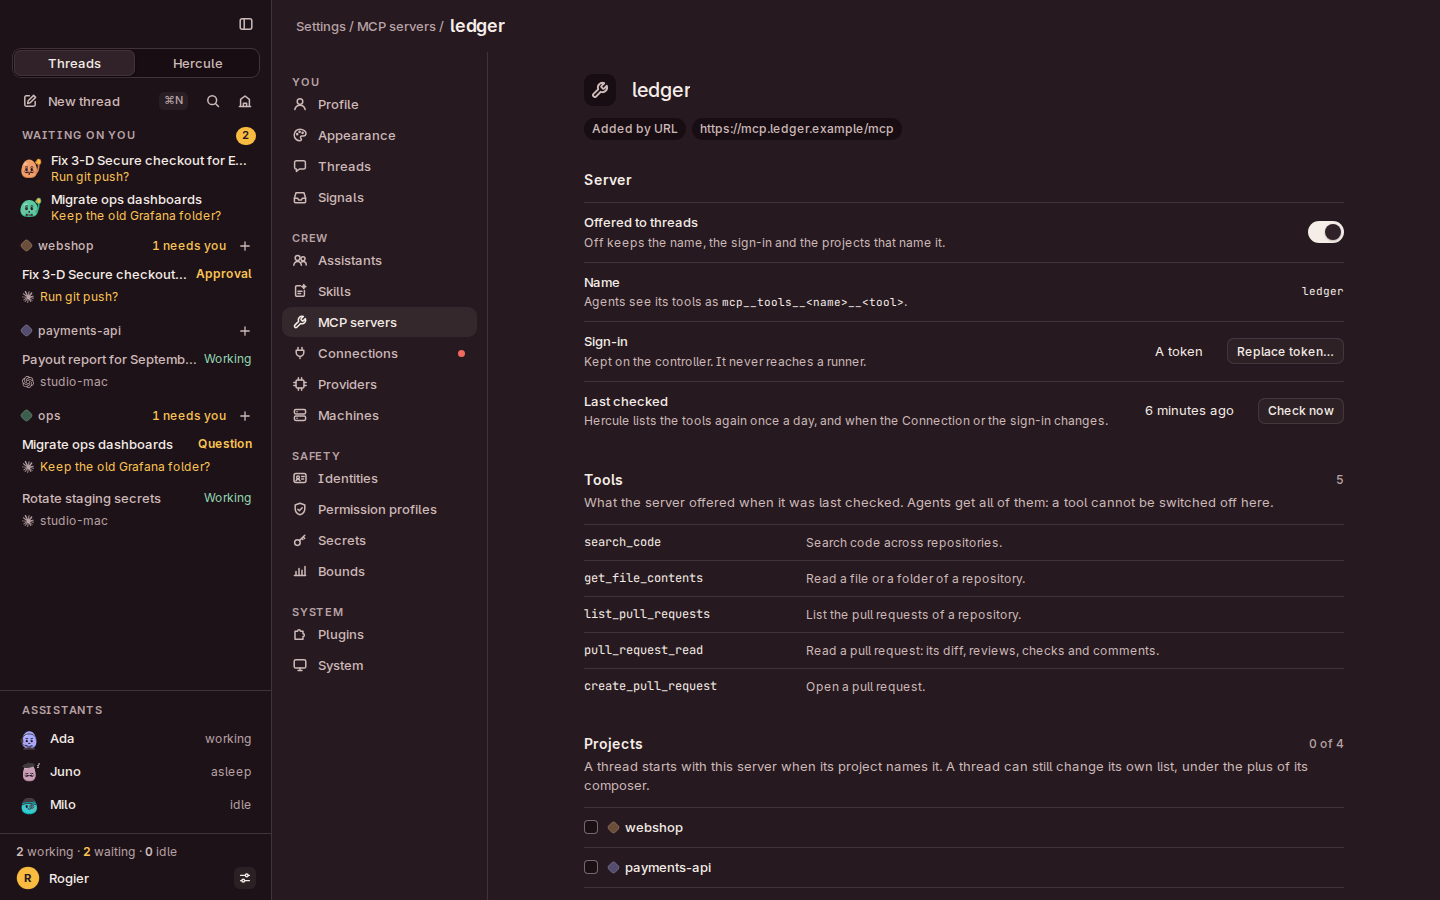 Threads
Hercule
New thread
⌘N
WAITING ON YOU
2
Fix 3-D Secure checkout for E...
Run git push?
Migrate ops dashboards
Keep the old Grafana folder?
webshop
1 needs you
Fix 3-D Secure checkout...
Approval
Run git push?
payments-api
Payout report for Septemb...
Working
studio-mac
ops
1 needs you
Migrate ops dashboards
Question
Keep the old Grafana folder?
Rotate staging secrets
Working
studio-mac
ASSISTANTS
Ada
working
Juno
asleep
Milo
idle
2 working · 2 waiting · 0 idle
R
Rogier
Settings / MCP servers / ledger
YOU
Profile
Appearance
Threads
Signals
CREW
Assistants
Skills
MCP servers
Connections
Providers
Machines
SAFETY
Identities
Permission profiles
Secrets
Bounds
SYSTEM
Plugins
System
ledger
Added by URL
https://mcp.ledger.example/mcp
Server
Offered to threads
Off keeps the name, the sign-in and the projects that name it.
Name
Agents see its tools as mcp__tools__<name>__<tool>.
ledger
Sign-in
Kept on the controller. It never reaches a runner.
A token
Replace token...
Last checked
Hercule lists the tools again once a day, and when the Connection or the sign-in changes.
6 minutes ago
Check now
Tools
5
What the server offered when it was last checked. Agents get all of them: a tool cannot be switched off here.
search_code
Search code across repositories.
get_file_contents
Read a file or a folder of a repository.
list_pull_requests
List the pull requests of a repository.
pull_request_read
Read a pull request: its diff, reviews, checks and comments.
create_pull_request
Open a pull request.
Projects
0 of 4
A thread starts with this server when its project names it. A thread can still change its own list, under the plus of its
composer.
webshop
payments-api